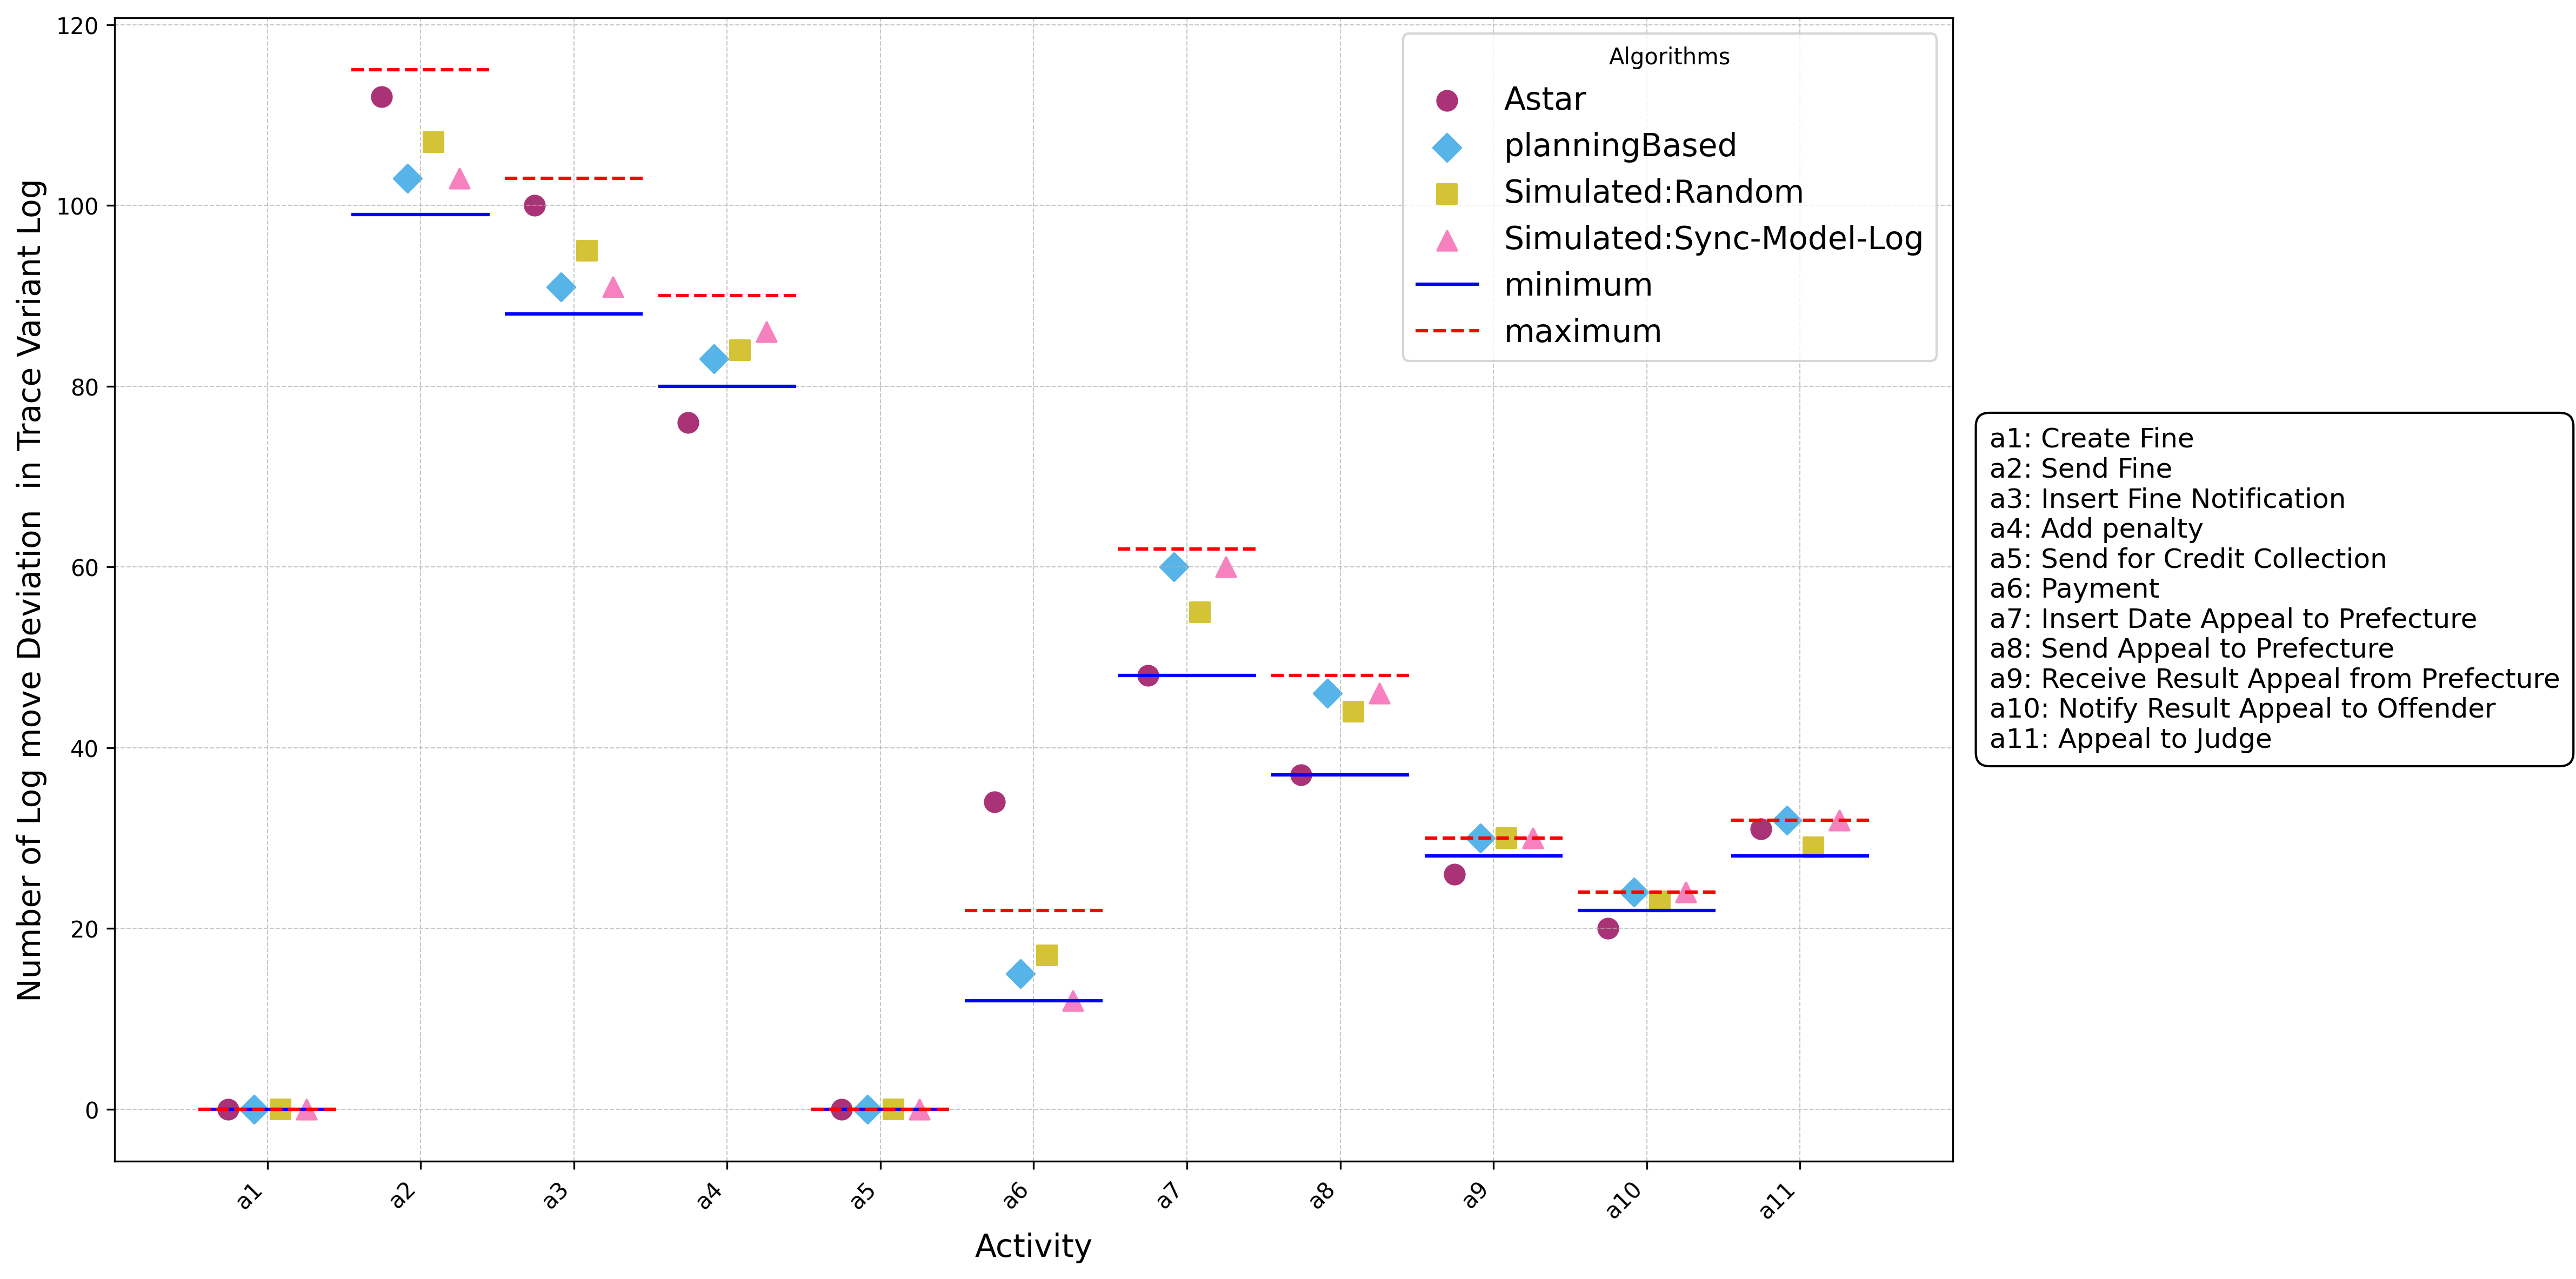 120
100
80
60
40
20
0
Number of Log move Deviation  in Trace Variant Log
Algorithms
Astar
planningBased
Simulated:Random
Simulated:Sync-Model-Log
minimum
maximum
a1: Create Fine
a2: Send Fine
a3: Insert Fine Notification
a4: Add penalty
a5: Send for Credit Collection
a6: Payment
a7: Insert Date Appeal to Prefecture
a8: Send Appeal to Prefecture
a9: Receive Result Appeal from Prefecture
a10: Notify Result Appeal to Offender
a11: Appeal to Judge
a1
a2
a3
a4
a5
a6
a7
a8
a9
a10
a11
Activity